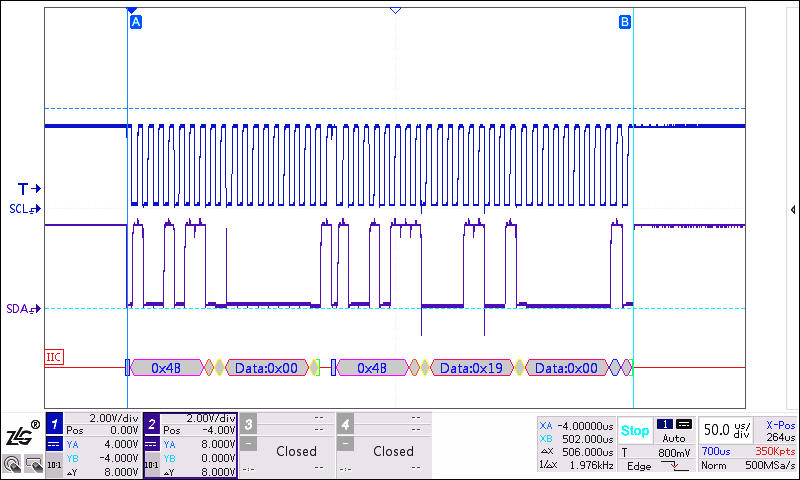 A B
T
SCL
SDA
IIC
0x4B Data:0x00 0x4B Data:0x19 Data:0x00
ZLG ®
1 2.00V/div
Pos 0.00V
YA 4.000V
YB -4.000V
10:1 △Y 8.000V
2 2.00V/div
Pos -4.00V
YA 8.000V
YB 0.000V
10:1 △Y 8.000V
3 --
--
- Closed
-:- --
4 --
--
- Closed
-:- --
XA -4.00000us
XB 502.000us
△X 506.000us
1/△X 1.976kHz
Stop 1
Auto
T 800mV
Edge
50.0 us/div
X-Pos
264us
700us 350Kpts
Norm 500MSa/s